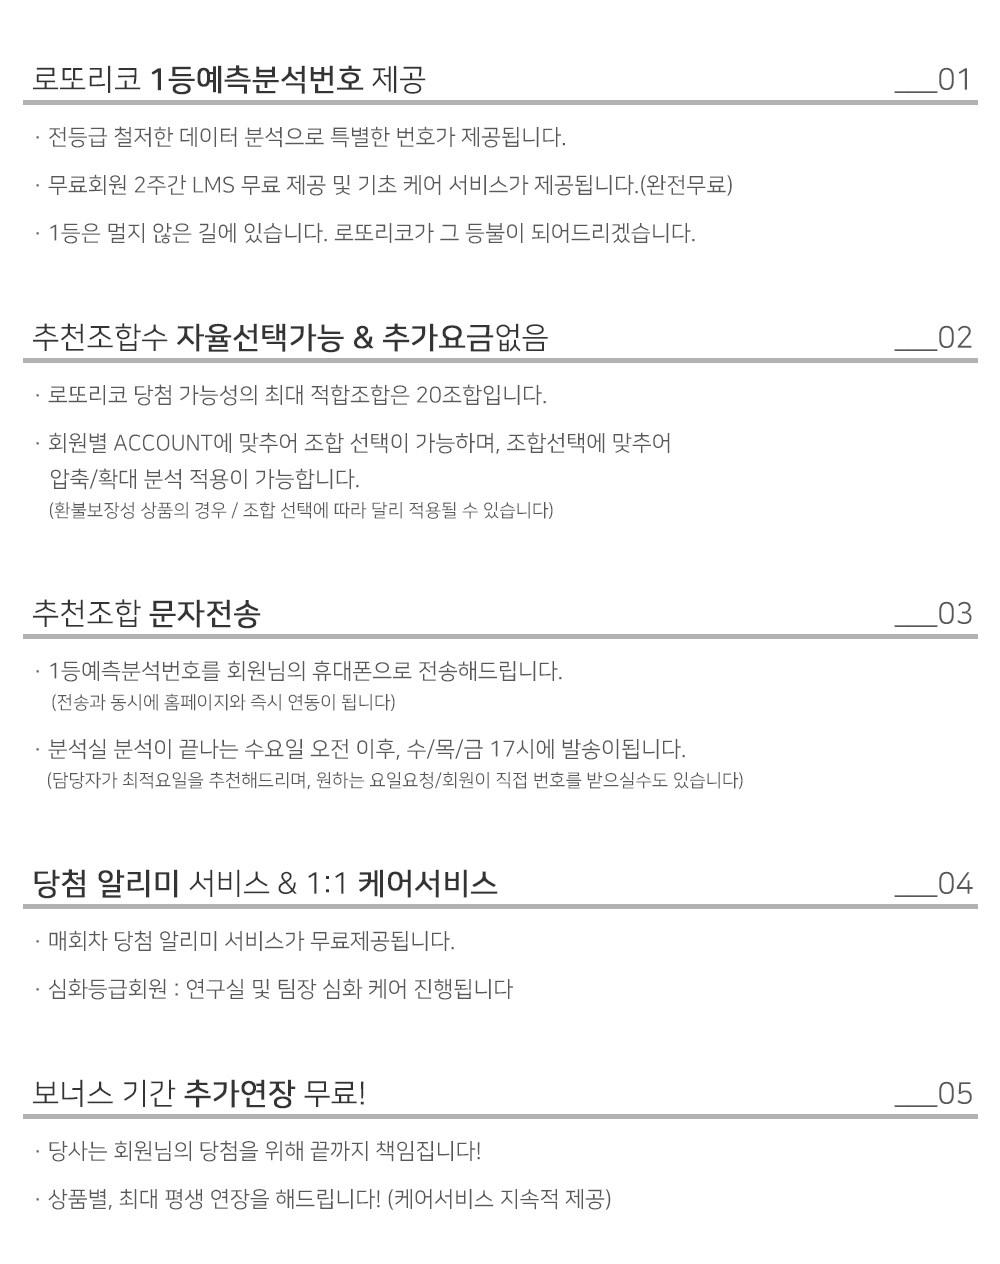 로또리코 1등예측분석번호 제공 ___01
· 전등급 철저한 데이터 분석으로 특별한 번호가 제공됩니다.
· 무료회원 2주간 LMS 무료 제공 및 기초 케어 서비스가 제공됩니다.(완전무료)
· 1등은 멀지 않은 길에 있습니다. 로또리코가 그 등불이 되어드리겠습니다.
추천조합수 자율선택가능 & 추가요금없음 ___02
· 로또리코 당첨 가능성의 최대 적합조합은 20조합입니다.
· 회원별 ACCOUNT에 맞추어 조합 선택이 가능하며, 조합선택에 맞추어
압축/확대 분석 적용이 가능합니다.
(환불보장성 상품의 경우 / 조합 선택에 따라 달리 적용될 수 있습니다)
추천조합 문자전송 ___03
· 1등예측분석번호를 회원님의 휴대폰으로 전송해드립니다.
(전송과 동시에 홈페이지와 즉시 연동이 됩니다)
· 분석실 분석이 끝나는 수요일 오전 이후, 수/목/금 17시에 발송이됩니다.
(담당자가 최적요일을 추천해드리며, 원하는 요일요청/회원이 직접 번호를 받으실수도 있습니다)
당첨 알리미 서비스 & 1:1 케어서비스 ___04
· 매회차 당첨 알리미 서비스가 무료제공됩니다.
· 심화등급회원 : 연구실 및 팀장 심화 케어 진행됩니다
보너스 기간 추가연장 무료! ___05
· 당사는 회원님의 당첨을 위해 끝까지 책임집니다!
· 상품별, 최대 평생 연장을 해드립니다! (케어서비스 지속적 제공)